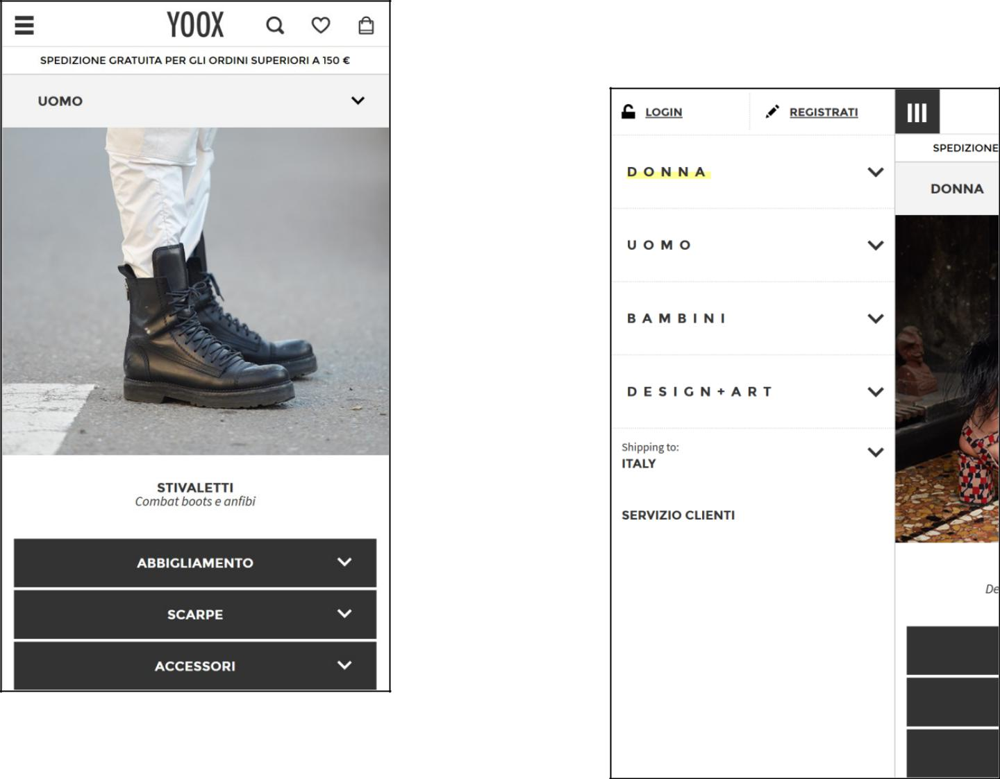 YOOX
SPEDIZIONE GRATUITA PER GLI ORDINI SUPERIORI A 150 €
UOMO
STIVALETTI
Combat boots e anfibi
ABBIGLIAMENTO
SCARPE
ACCESSORI
LOGIN
REGISTRATI
DONNA
UOMO
BAMBINI
DESIGN+ART
Shipping to:
ITALY
SERVIZIO CLIENTI
SPEDIZIONE
DONNA
De